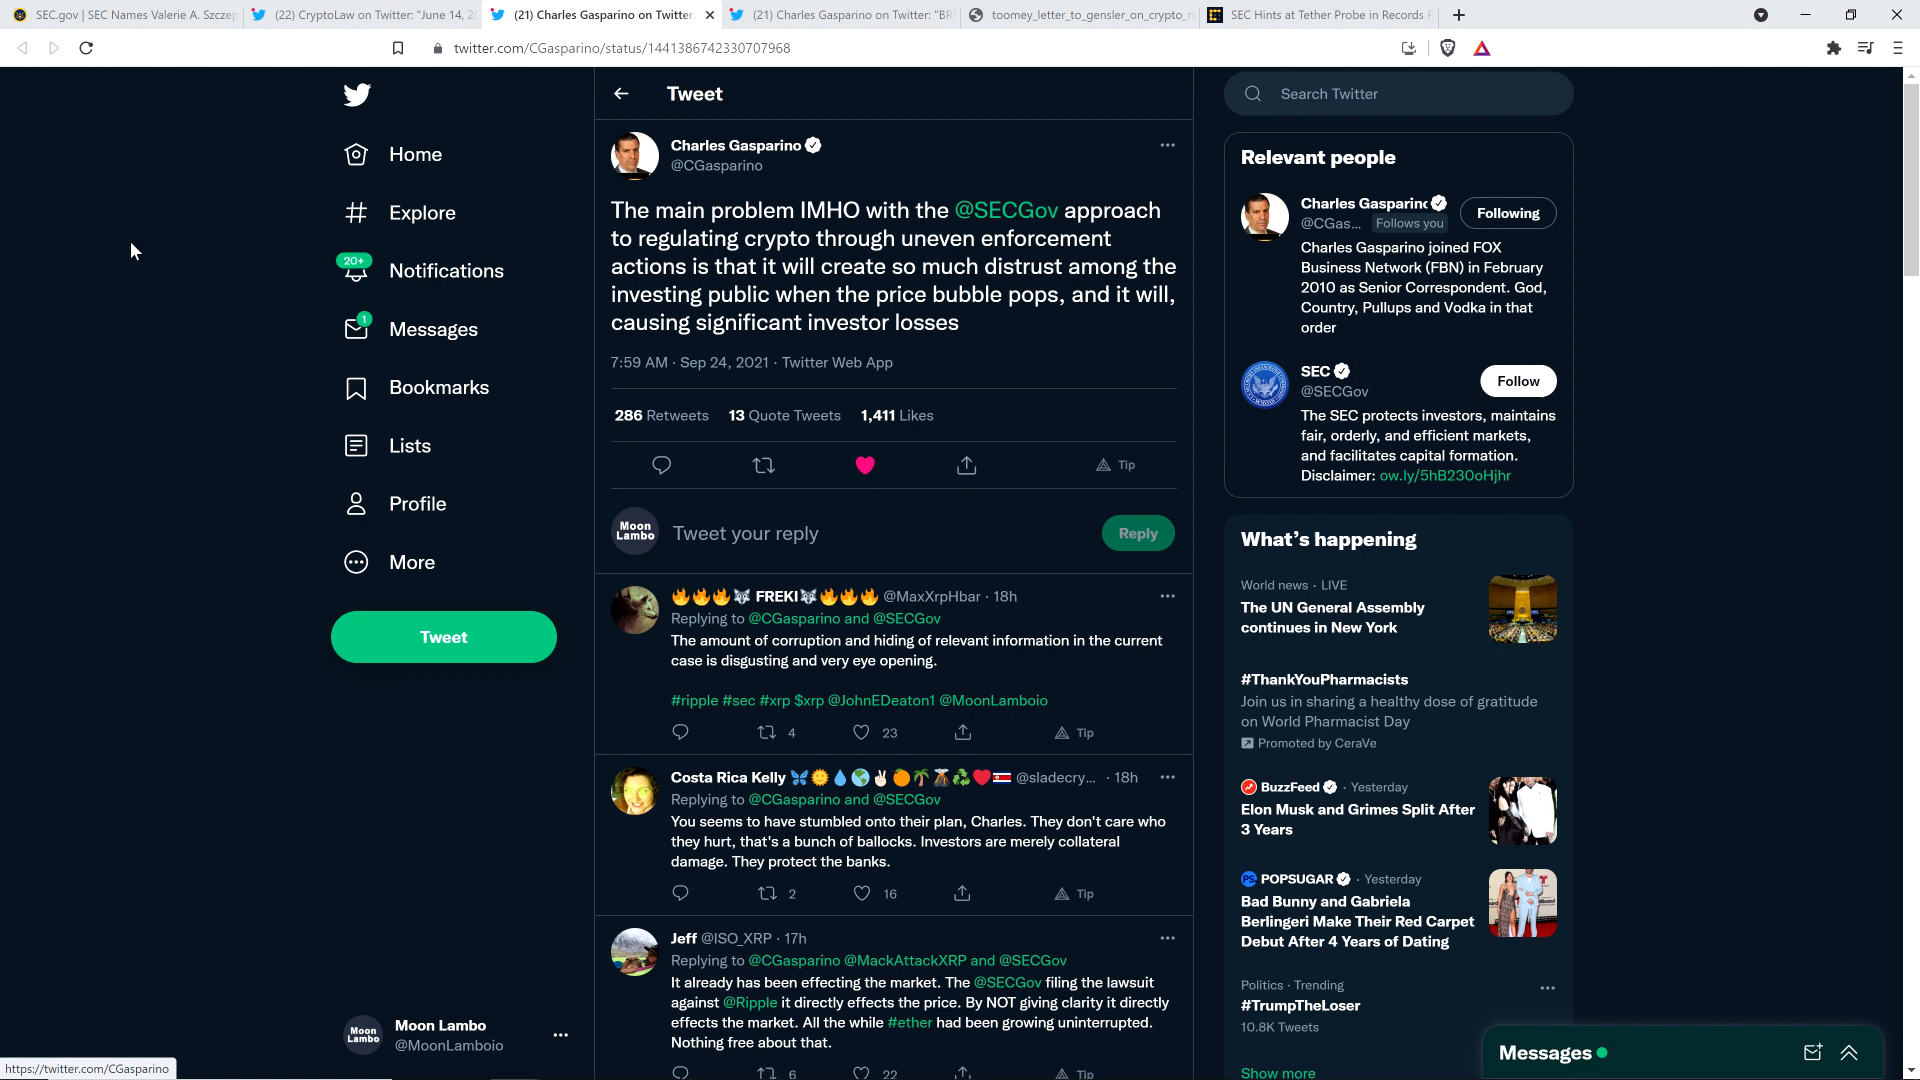 SEC.gov | SEC Names Valerie A. Szczep
(22) CryptoLaw on Twitter: "June 14, 2
(21) Charles Gasparino on Twitter
(21) Charles Gasparino on Twitter: "BR
toomey_letter_to_gensler_on_crypto_r
SEC Hints at Tether Probe in Records R
twitter.com/CGasparino/status/1441386742330707968
Home
Explore
20+
Notifications
1
Messages
Bookmarks
Lists
Profile
More
Tweet
Moon Lambo
Moon Lambo
@MoonLamboio
https://twitter.com/CGasparino
Tweet
Charles Gasparino
@CGasparino
The main problem IMHO with the @SECGov approach
to regulating crypto through uneven enforcement
actions is that it will create so much distrust among the
investing public when the price bubble pops, and it will,
causing significant investor losses
7:59 AM · Sep 24, 2021 · Twitter Web App
286 Retweets 13 Quote Tweets 1,411 Likes
Tip
Moon Lambo
Tweet your reply
Reply
🔥🔥🔥🐺 FREKI🐺🔥🔥🔥 @MaxXrpHbar · 18h
Replying to @CGasparino and @SECGov
The amount of corruption and hiding of relevant information in the current
case is disgusting and very eye opening.
#ripple #sec #xrp $xrp @JohnEDeaton1 @MoonLamboio
4 23 Tip
Costa Rica Kelly 🦋🌞💧🌎✌🍊🌴🌋♻❤🇨🇷 @sladecry... · 18h
Replying to @CGasparino and @SECGov
You seems to have stumbled onto their plan, Charles. They don't care who
they hurt, that's a bunch of ballocks. Investors are merely collateral
damage. They protect the banks.
2 16 Tip
Jeff @ISO_XRP · 17h
Replying to @CGasparino @MackAttackXRP and @SECGov
It already has been effecting the market. The @SECGov filing the lawsuit
against @Ripple it directly effects the price. By NOT giving clarity it directly
effects the market. All the while #ether had been growing uninterrupted.
Nothing free about that.
6 22 Tip
Search Twitter
Relevant people
Charles Gasparino
@CGas... Follows you
Following
Charles Gasparino joined FOX
Business Network (FBN) in February
2010 as Senior Correspondent. God,
Country, Pullups and Vodka in that
order
SEC
@SECGov
Follow
The SEC protects investors, maintains
fair, orderly, and efficient markets,
and facilitates capital formation.
Disclaimer: ow.ly/5hB230oHjhr
What's happening
World news · LIVE
The UN General Assembly
continues in New York
#ThankYouPharmacists
Join us in sharing a healthy dose of gratitude
on World Pharmacist Day
Promoted by CeraVe
BuzzFeed · Yesterday
Elon Musk and Grimes Split After
3 Years
PS POPSUGAR · Yesterday
Bad Bunny and Gabriela
Berlingeri Make Their Red Carpet
Debut After 4 Years of Dating
Politics · Trending
#TrumpTheLoser
10.8K Tweets
Show more
Messages